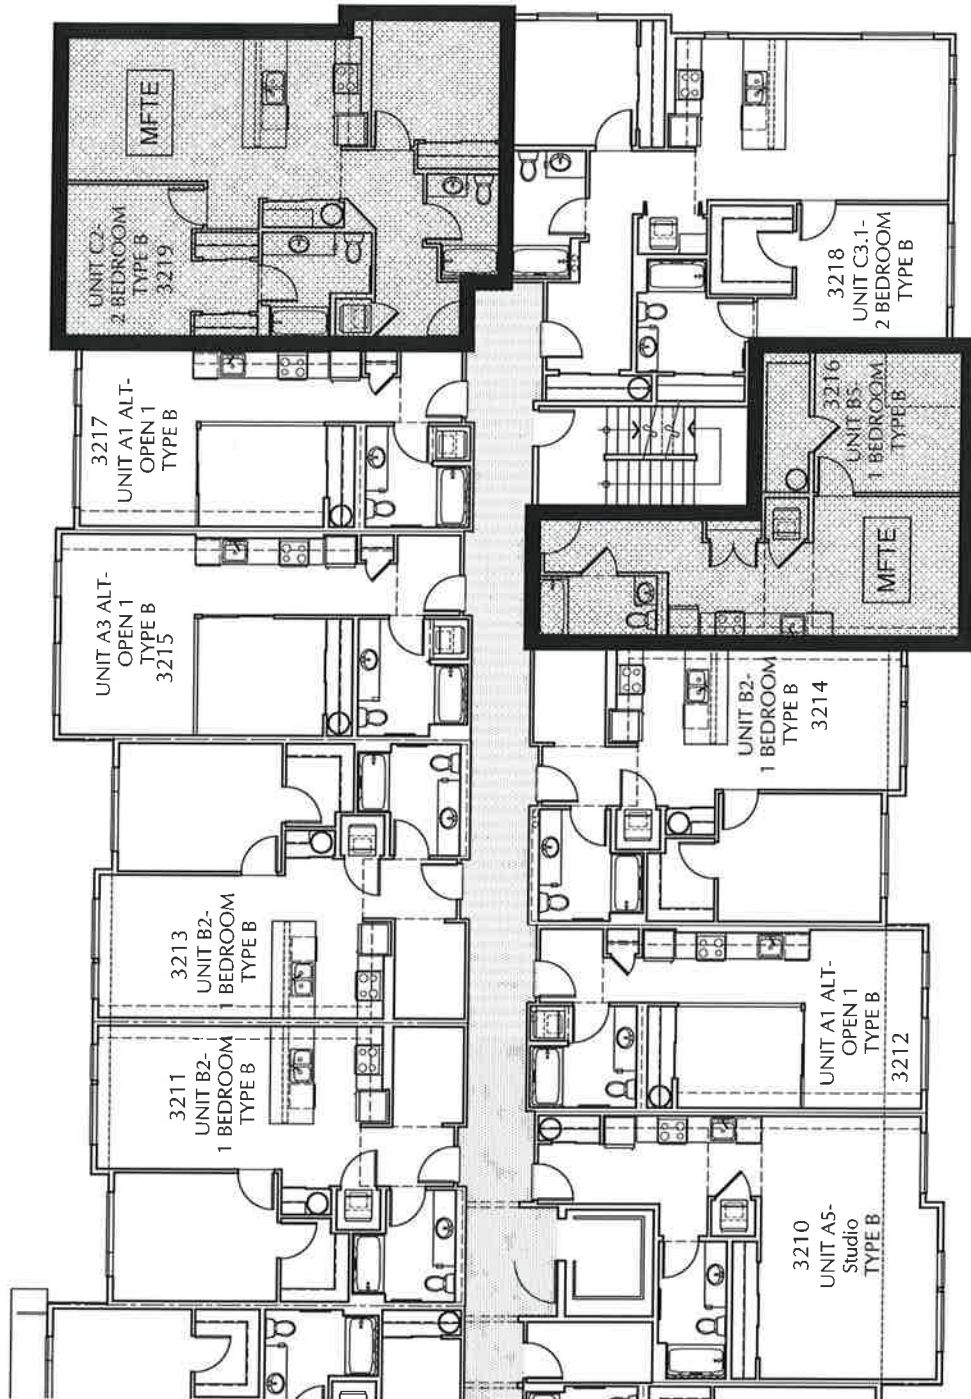 MFTE
UNIT C2-
2 BEDROOM
TYPE B
3219
3218
UNIT C3.1-
2 BEDROOM
TYPE B
3217
UNIT A1 ALT-
OPEN 1
TYPE B
3216
UNIT B5-
1 BEDROOM
TYPE B
MFTE
UNIT A3 ALT-
OPEN 1
TYPE B
3215
UNIT B2-
1 BEDROOM
TYPE B
3214
3213
UNIT B2-
1 BEDROOM
TYPE B
UNIT A1 ALT-
OPEN 1
TYPE B
3212
3211
UNIT B2-
1 BEDROOM
TYPE B
3210
UNIT A5-
Studio
TYPE B